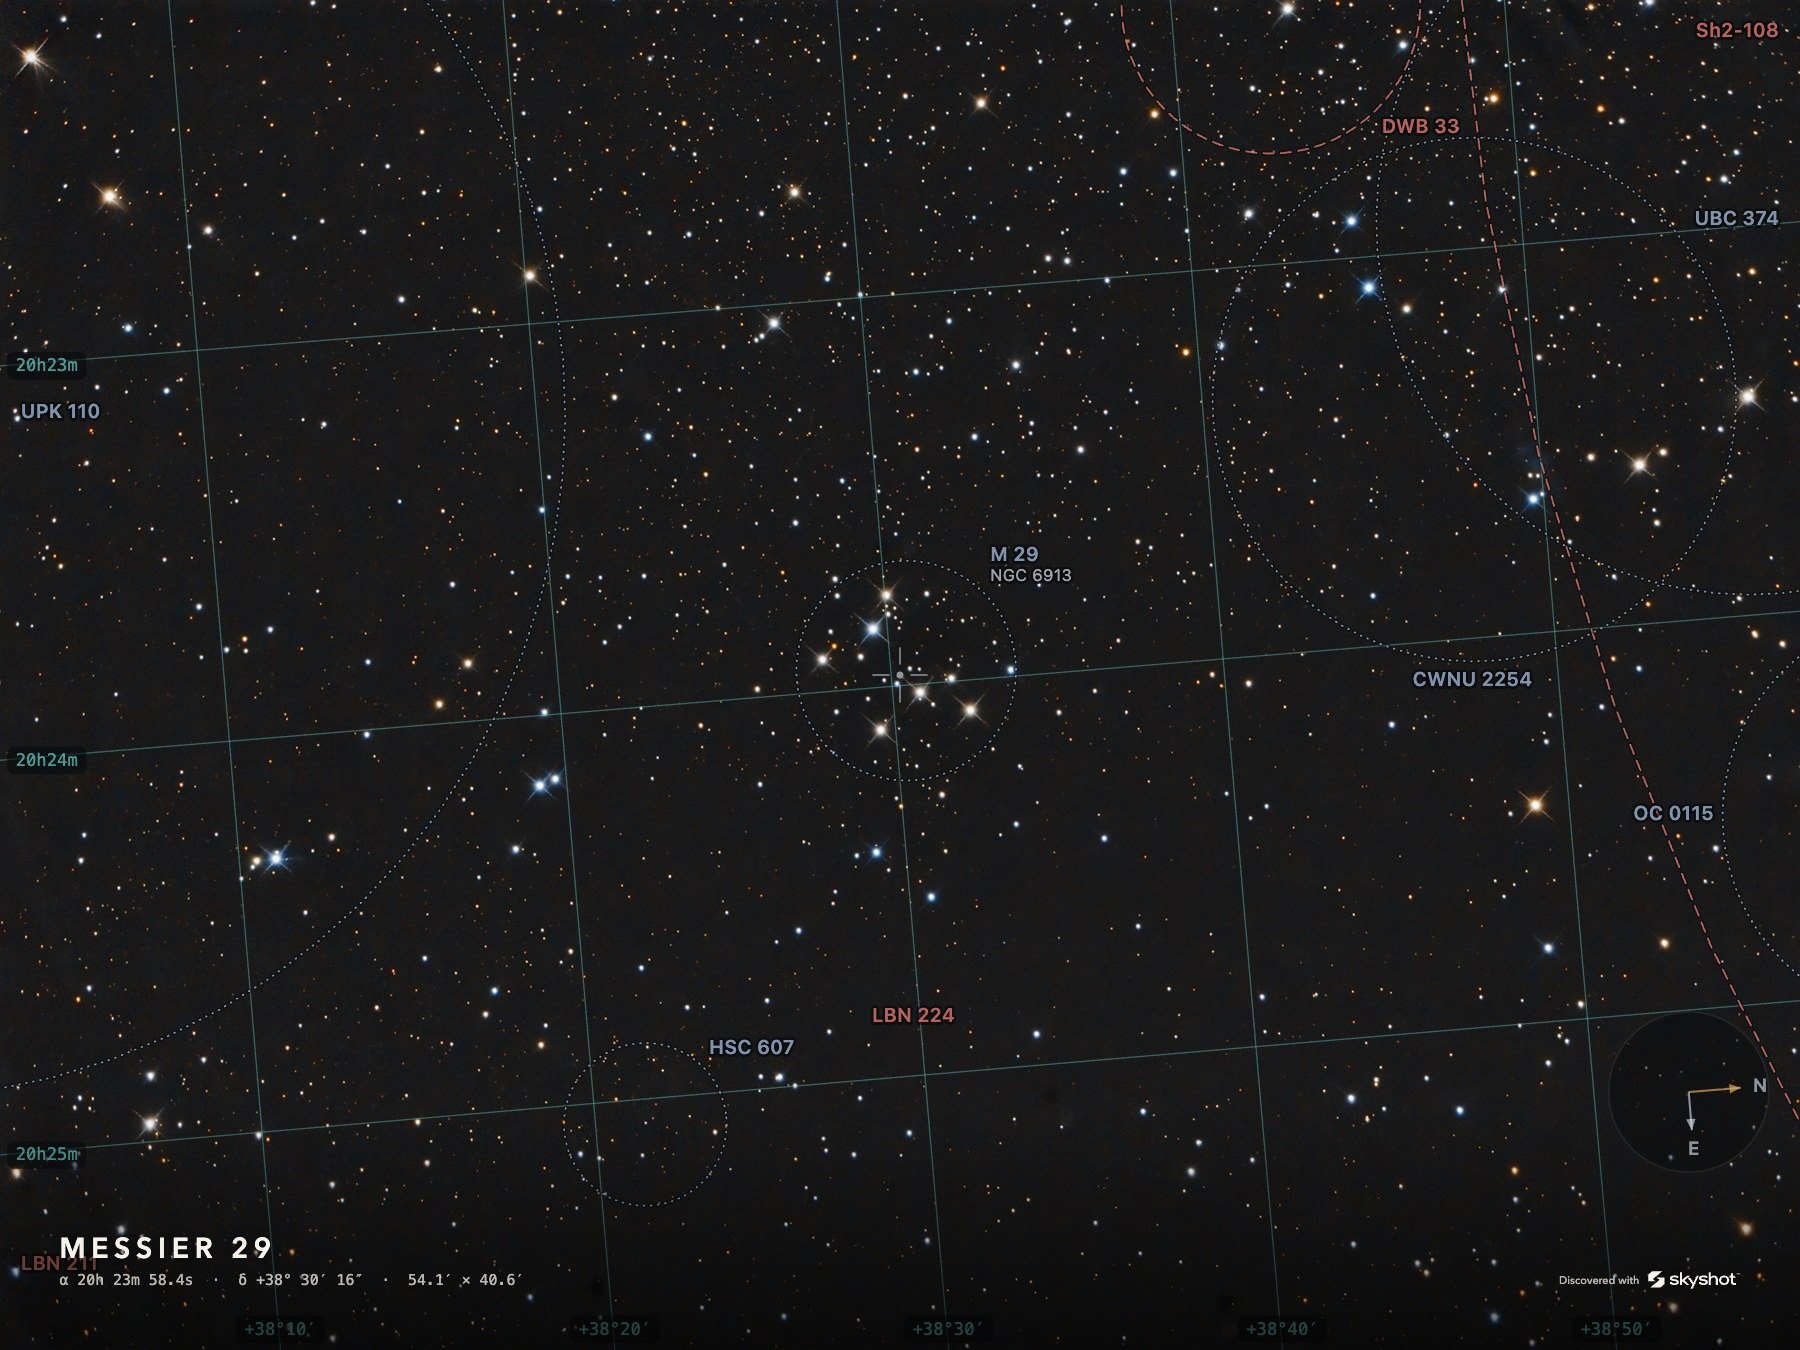 Sh2-108
DWB 33
UBC 374
20h23m
UPK 110
M 29
NGC 6913
CWNU 2254
20h24m
OC 0115
LBN 224
HSC 607
N
E
20h25m
MESSIER 29
LBN 211
α 20h 23m 58.4s · δ +38° 30′ 16″ · 54.1′ × 40.6′
Discovered with skyshot
+38°10′ +38°20′ +38°30′ +38°40′ +38°50′